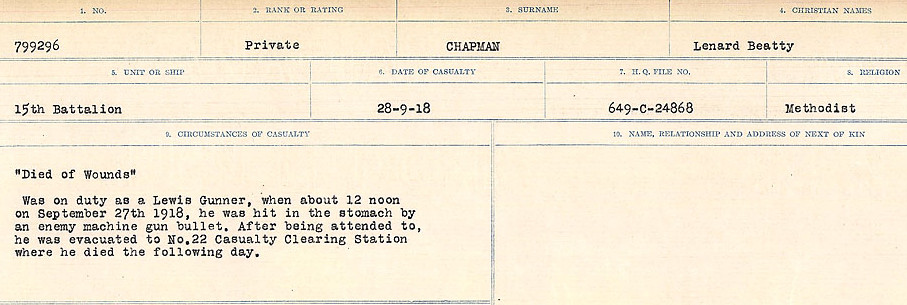 1. NO. 2. RANK OR RATING 3. SURNAME 4. CHRISTIAN NAMES
799296 Private CHAPMAN Lenard Beatty
5. UNIT OR SHIP 6. DATE OF CASUALTY 7. H. Q. FILE NO. 8. RELIGION
15th Battalion 28-9-18 649-C-24868 Methodist
9. CIRCUMSTANCES OF CASUALTY 10. NAME, RELATIONSHIP AND ADDRESS OF NEXT OF KIN
"Died of Wounds"
Was on duty as a Lewis Gunner, when about 12 noon
on September 27th 1918, he was hit in the stomach by
an enemy machine gun bullet. After being attended to,
he was evacuated to No.22 Casualty Clearing Station
where he died the following day.